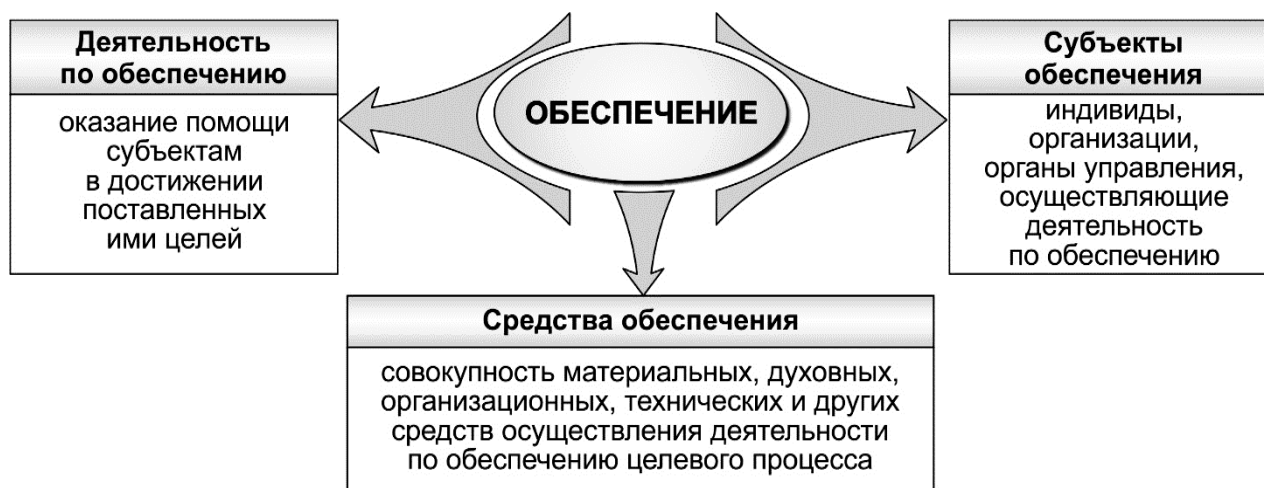 Деятельность
по обеспечению
оказание помощи
субъектам
в достижении
поставленных
ими целей
ОБЕСПЕЧЕНИЕ
Субъекты
обеспечения
индивиды,
организации,
органы управления,
осуществляющие
деятельность
по обеспечению
Средства обеспечения
совокупность материальных, духовных,
организационных, технических и других
средств осуществления деятельности
по обеспечению целевого процесса